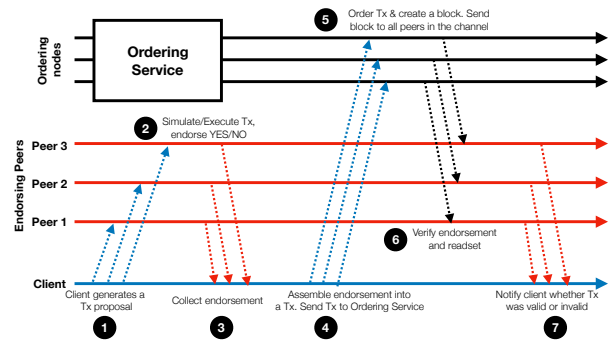 5
Order Tx & create a block. Send
block to all peers in the channel
Ordering
nodes
Ordering
Service
2
Simulate/Execute Tx,
endorse YES/NO
Endorsing Peers
Peer 3
Peer 2
Peer 1
6
Verify endorsement
and readset
Client
Client generates a
Tx proposal
1
Collect endorsement
3
Assemble endorsement into
a Tx. Send Tx to Ordering Service
4
Notify client whether Tx
was valid or invalid
7